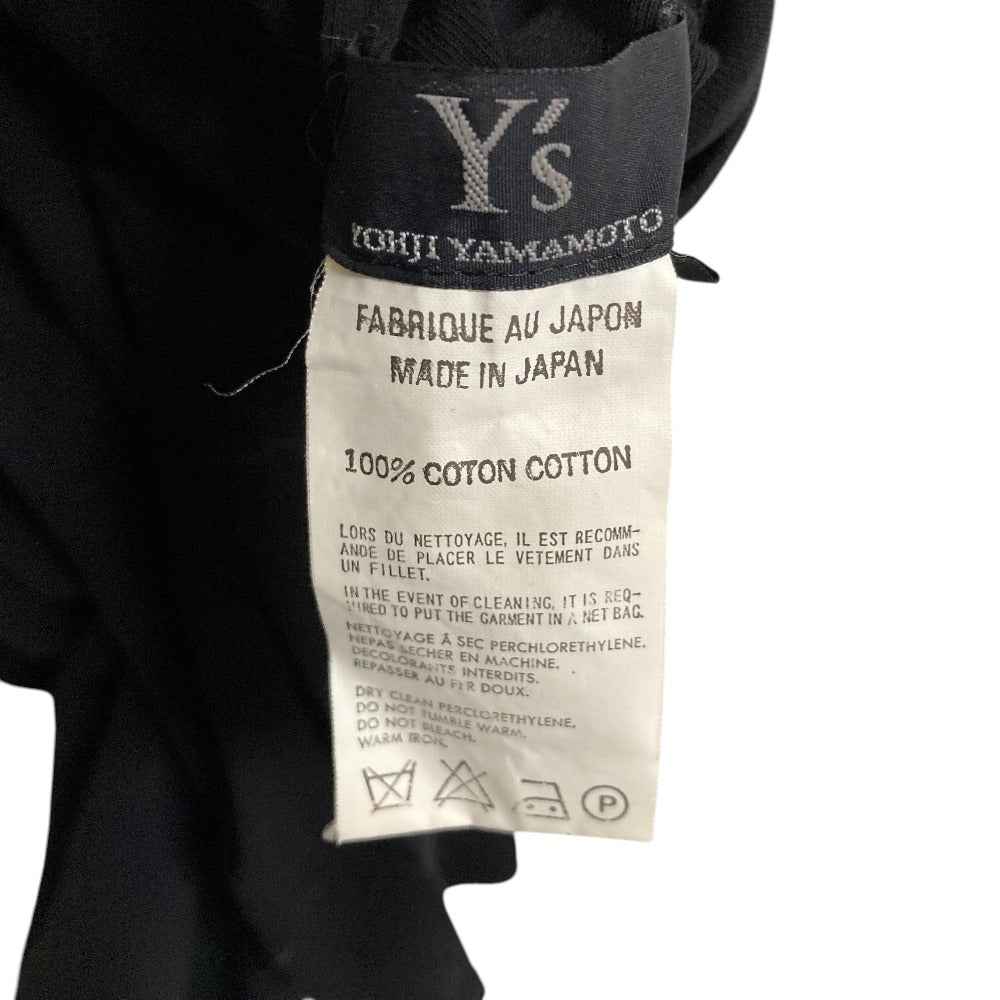 Y's
YOHJI YAMAMOTO
FABRIQUE AU JAPON
MADE IN JAPAN
100% COTON COTTON
LORS DU NETTOYAGE, IL EST RECOMM-
ANDE DE PLACER LE VETEMENT DANS
UN FILLET.
IN THE EVENT OF CLEANING, IT IS REQ-
UIRED TO PUT THE GARMENT IN A NET BAG.
NETTOYAGE À SEC PERCHLORETHYLENE.
NEPAS SECHER EN MACHINE.
DECOLORANTS INTERDITS.
REPASSER AU FER DOUX.
DRY CLEAN PERCLORETHYLENE.
DO NOT TUMBLE WARM.
DO NOT BLEACH.
WARM IRON.
P